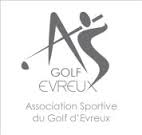 AS
GOLF
EVREUX
Association Sportive
du Golf d'Evreux